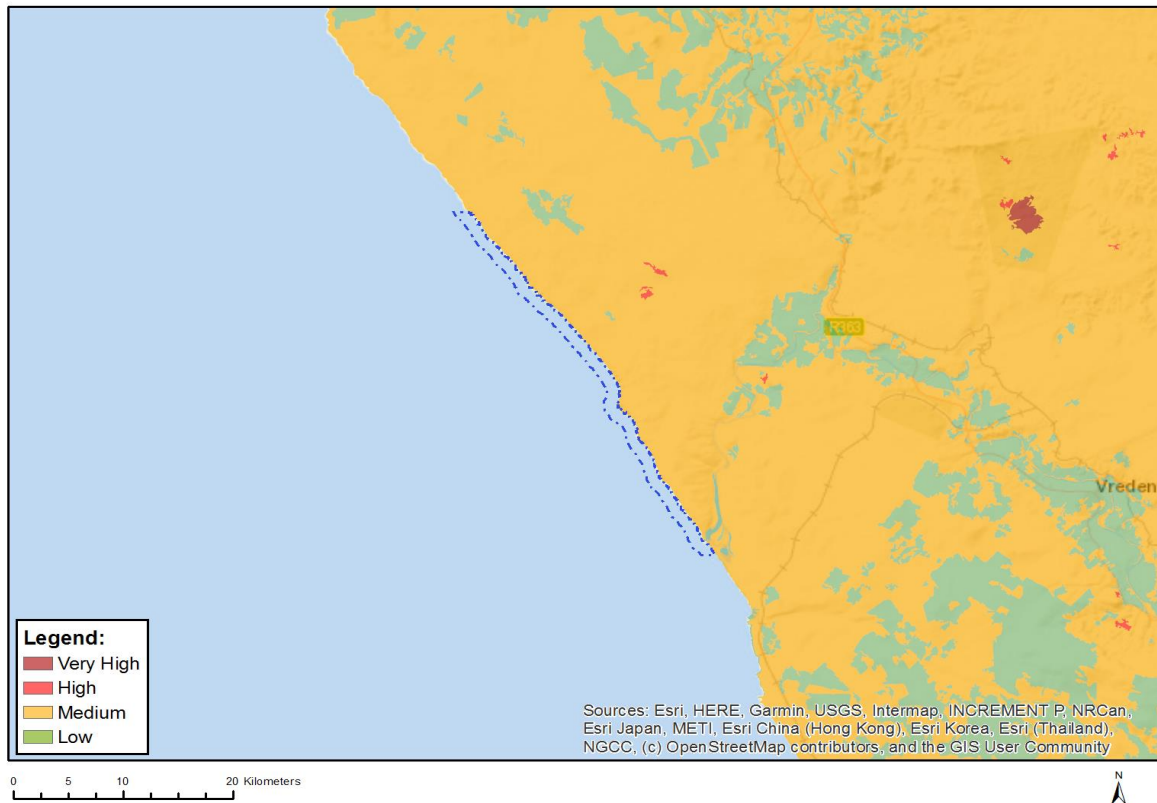 R363
Vreden
Legend:
Very High
High
Medium
Low
Sources: Esri, HERE, Garmin, USGS, Intermap, INCREMENT P, NRCan,
Esri Japan, METI, Esri China (Hong Kong), Esri Korea, Esri (Thailand),
NGCC, (c) OpenStreetMap contributors, and the GIS User Community
0 5 10 20 Kilometers
N